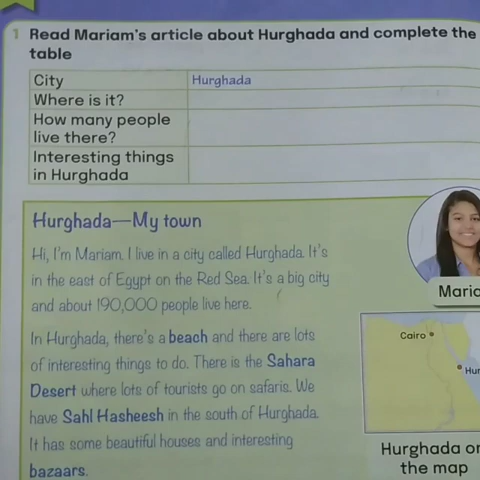 1 Read Mariam's article about Hurghada and complete the
table
City Hurghada
Where is it?
How many people
live there?
Interesting things
in Hurghada
Hurghada—My town
Hi, I'm Mariam. I live in a city called Hurghada. It's
in the east of Egypt on the Red Sea. It's a big city
and about 190,000 people live here.
In Hurghada, there's a beach and there are lots
of interesting things to do. There is the Sahara
Desert where lots of tourists go on safaris. We
have Sahl Hasheesh in the south of Hurghada.
It has some beautiful houses and interesting
bazaars.
Maria
Cairo
Hur
Hurghada on
the map